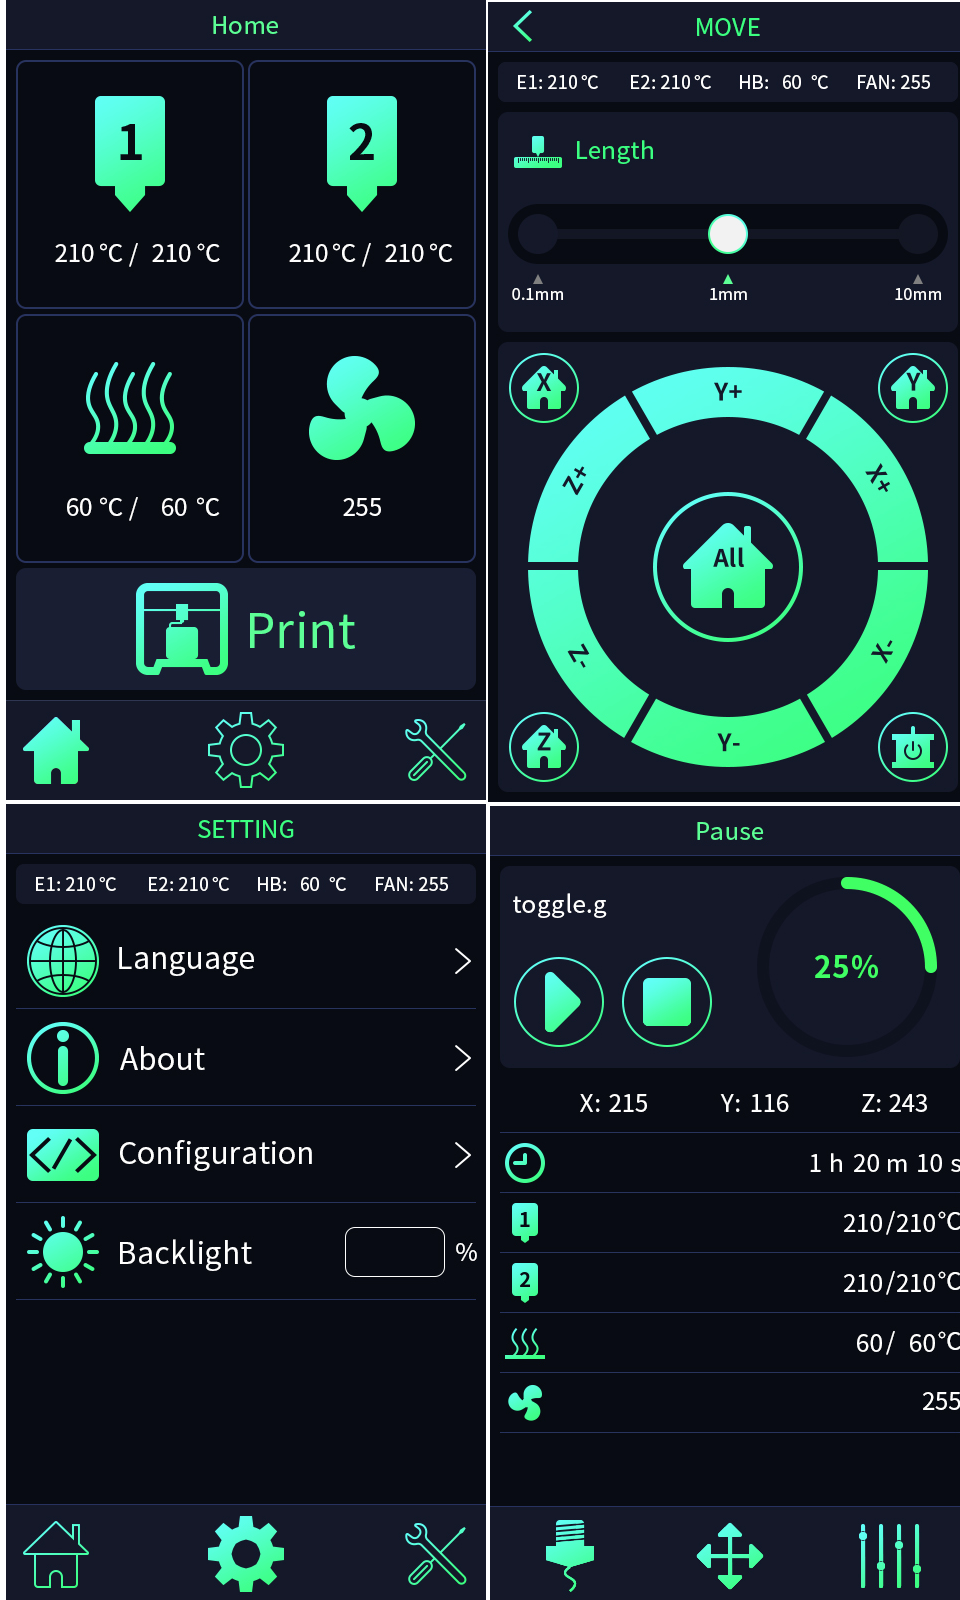 Home
1
2
210 ℃ / 210 ℃
210 ℃ / 210 ℃
60 ℃ / 60 ℃
255
Print
MOVE
E1: 210 ℃ E2: 210 ℃ HB: 60 ℃ FAN: 255
Length
0.1mm 1mm 10mm
X
Y
Y+
Z+
X+
All
Z-
X-
Y-
Z
SETTING
E1: 210 ℃ E2: 210 ℃ HB: 60 ℃ FAN: 255
Language
About
</> Configuration
Backlight %
Pause
toggle.g
25%
X: 215 Y: 116 Z: 243
1 h 20 m 10 s
1 210/210℃
2 210/210℃
60/ 60℃
255